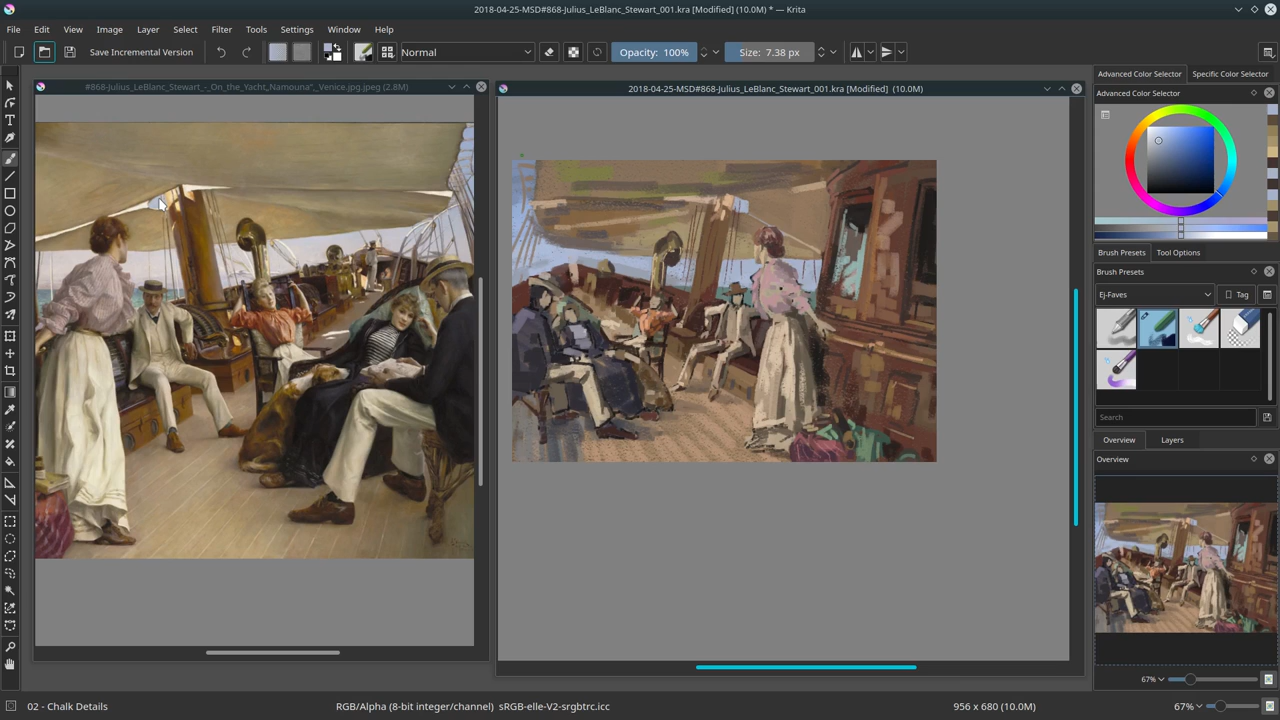 2018-04-25-MSD#868-Julius_LeBlanc_Stewart_001.kra [Modified] (10.0M) * — Krita
File Edit View Image Layer Select Filter Tools Settings Window Help
Save Incremental Version Normal Opacity: 100% Size: 7.38 px
Advanced Color Selector Specific Color Selector
#868-Julius_LeBlanc_Stewart_-_On_the_Yacht_Namouna"_Venice.jpg.jpeg (2.8M)
2018-04-25-MSD#868-Julius_LeBlanc_Stewart_001.kra [Modified] (10.0M)
Advanced Color Selector
Brush Presets Tool Options
Brush Presets
Ej-Faves Tag
Search
Overview Layers
Overview
67%
02 - Chalk Details RGB/Alpha (8-bit integer/channel) sRGB-elle-V2-srgbtrc.icc 956 x 680 (10.0M) 67%